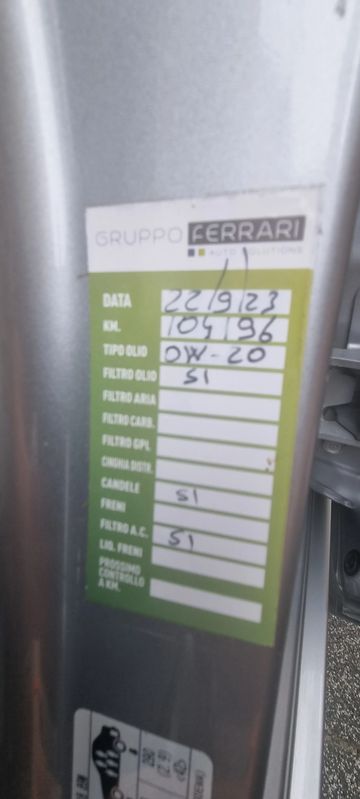 GRUPPO FERRARI
AUTO SOLUTIONS
DATA 22/9/23
KM. 104196
TIPO OLIO 0W-20
FILTRO OLIO SI
FILTRO ARIA
FILTRO CARB.
FILTRO GPL
CINGHIA DISTR.
CANDELE
FRENI SI
FILTRO A.C.
LIQ. FRENI SI
PROSSIMO
CONTROLLO
A KM.